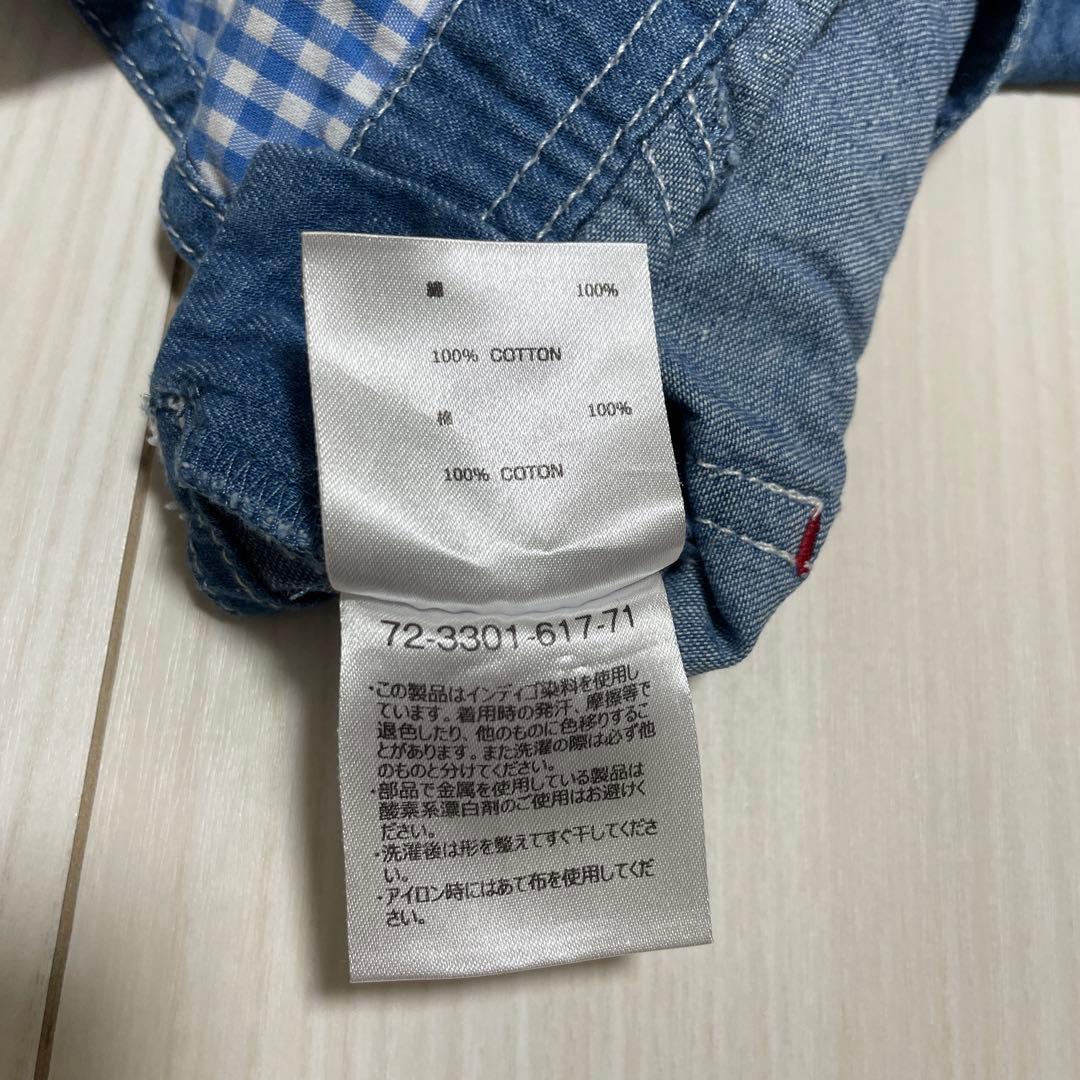 綿 100%
100% COTTON
棉 100%
100% COTON
72-3301-617-71
・この製品はインディゴ染料を使用し
ています。着用時の発汗、摩擦等で
退色したり、他のものに色移りするこ
とがあります。また洗濯の際は必ず他
のものと分けてください。
・部品で金属を使用している製品は
酸素系漂白剤のご使用はお避けく
ださい。
・洗濯後は形を整えてすぐ干してくださ
い。
・アイロン時にはあて布を使用してくだ
さい。